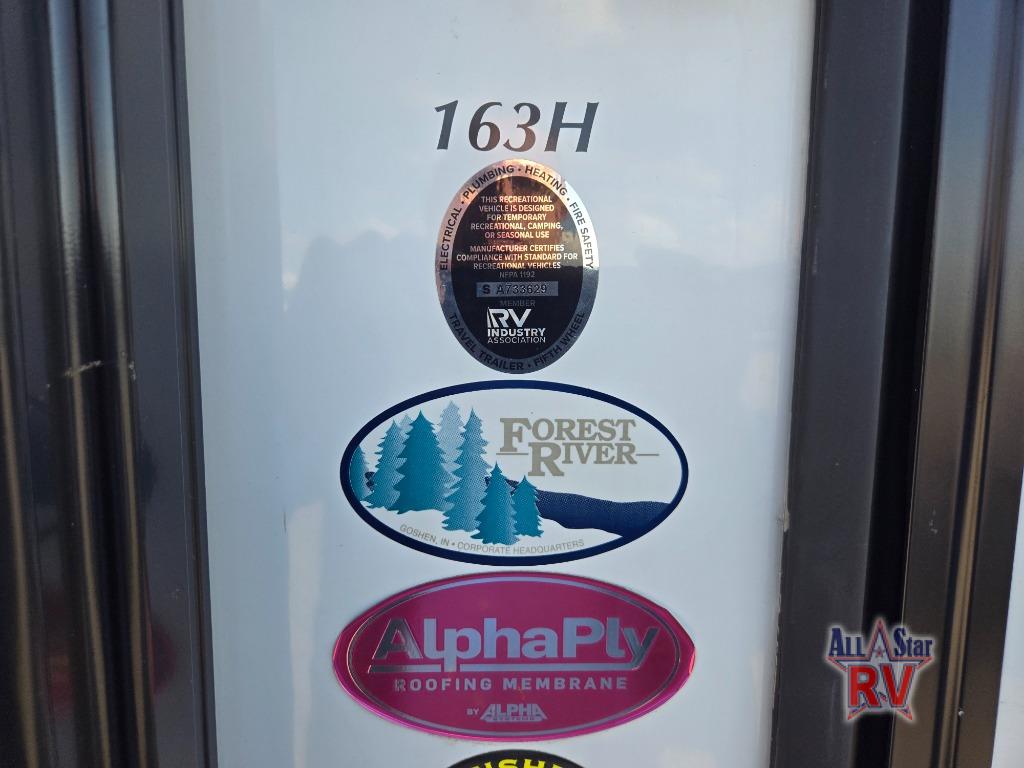 163H
ELECTRICAL • PLUMBING • HEATING • FIRE SAFETY
THIS RECREATIONAL
VEHICLE IS DESIGNED
FOR TEMPORARY
RECREATIONAL, CAMPING,
OR SEASONAL USE
MANUFACTURER CERTIFIES
COMPLIANCE WITH STANDARD FOR
RECREATIONAL VEHICLES
NFPA 1192
S A733629
MEMBER
RV
INDUSTRY
ASSOCIATION
TRAVEL TRAILER • FIFTH WHEEL
FOREST
RIVER
GOSHEN, IN • CORPORATE HEADQUARTERS
AlphaPly
ROOFING MEMBRANE
BY ALPHA
SYSTEMS
All Star
RV